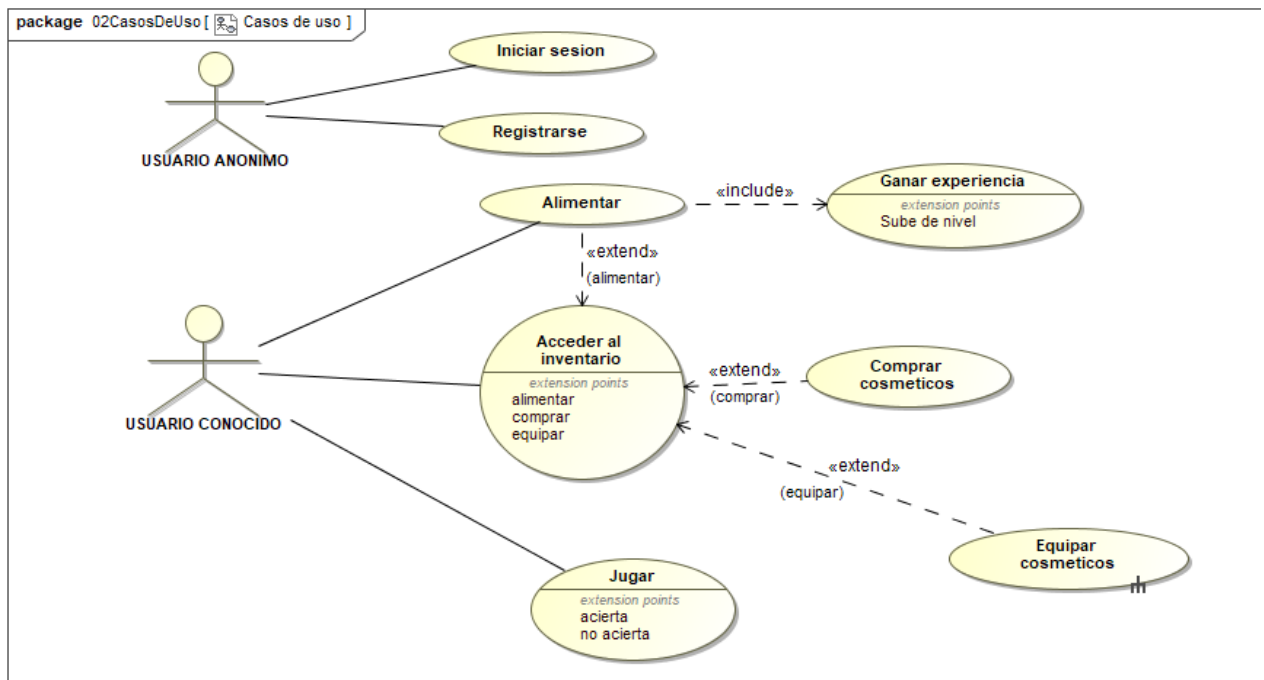 package 02CasosDeUso [ Casos de uso ]
Iniciar sesion
USUARIO ANONIMO
Registrarse
Alimentar
«include»
Ganar experiencia
extension points
Sube de nivel
«extend»
(alimentar)
USUARIO CONOCIDO
Acceder al
inventario
extension points
alimentar
comprar
equipar
«extend»
(comprar)
Comprar
cosmeticos
«extend»
(equipar)
Equipar
cosmeticos
Jugar
extension points
acierta
no acierta